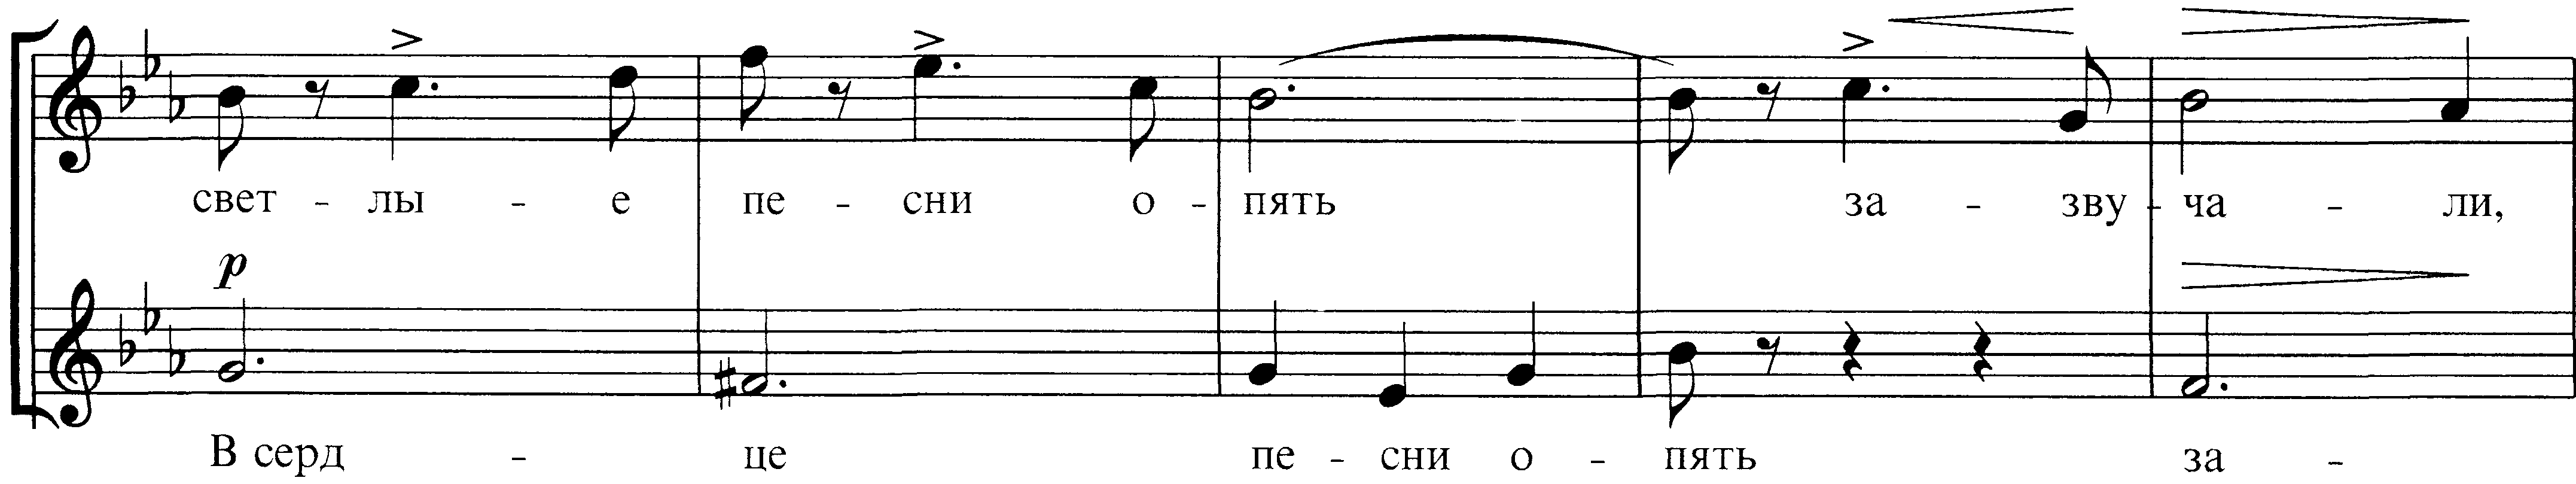 свет - лы - е пе - сни о - пять за - зву - ча - ли,
p
В серд - це пе - сни о - пять за -